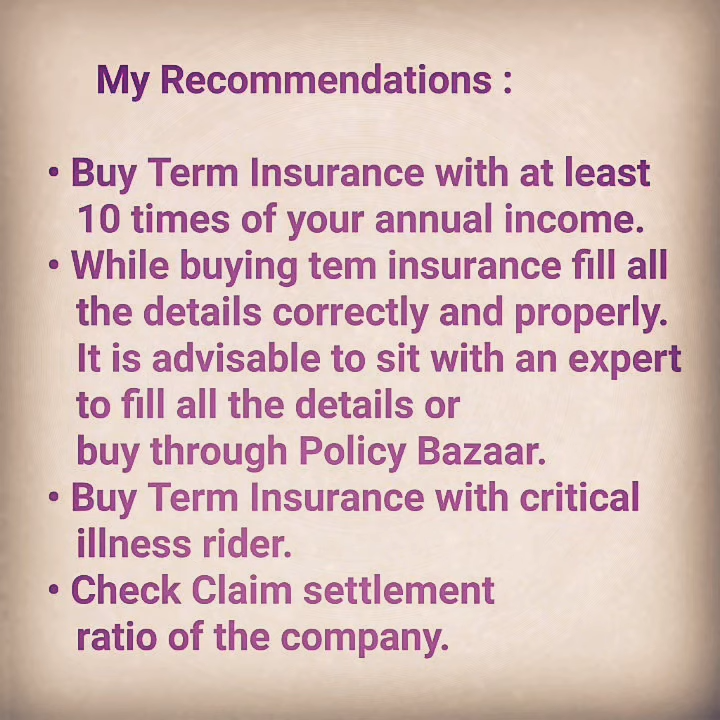 My Recommendations :
• Buy Term Insurance with at least
10 times of your annual income.
• While buying tem insurance fill all
the details correctly and properly.
It is advisable to sit with an expert
to fill all the details or
buy through Policy Bazaar.
• Buy Term Insurance with critical
illness rider.
• Check Claim settlement
ratio of the company.